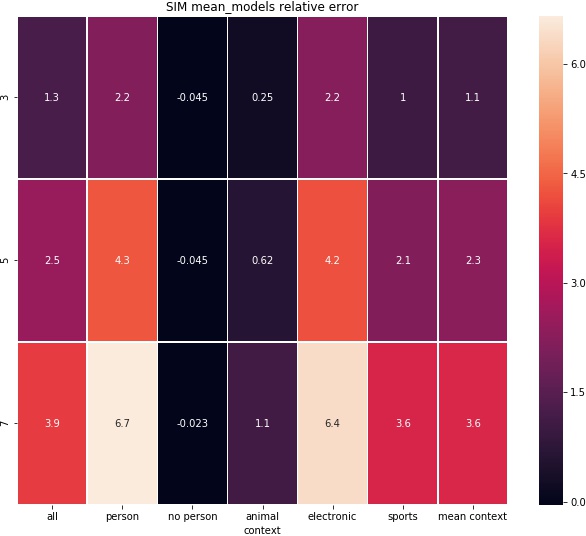 SIM mean_models relative error
3 1.3 2.2 -0.045 0.25 2.2 1 1.1
5 2.5 4.3 -0.045 0.62 4.2 2.1 2.3
7 3.9 6.7 -0.023 1.1 6.4 3.6 3.6
all person no person animal electronic sports mean context
context
6.0
4.5
3.0
1.5
0.0